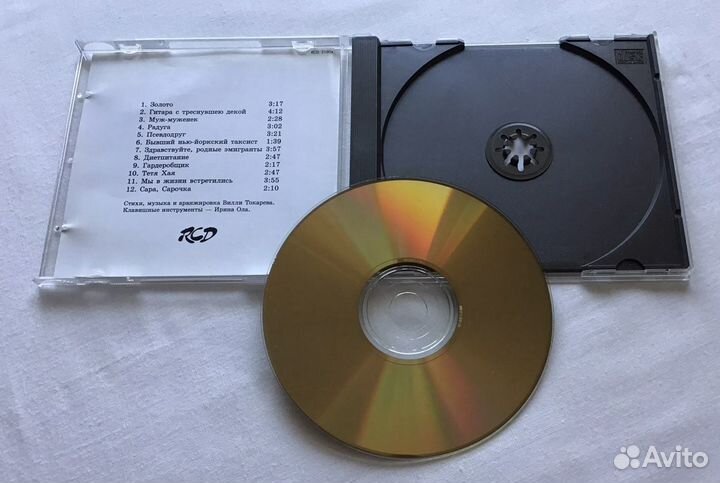 1. Золото 3:17
2. Гитара с треснувшею декой 4:12
3. Муж-муженек 2:28
4. Радуга 3:02
5. Псевдодруг 3:21
6. Бывший нью-йоркский таксист 1:39
7. Здравствуйте, родные эмигранты 3:57
8. Диетпитание 2:47
9. Гардеробщик 2:17
10. Тетя Хая 2:47
11. Мы в жизни встретились 3:55
12. Сара, Сарочка 2:10
Стихи, музыка и аранжировка Вилли Токарева.
Клавишные инструменты — Ирина Ола.
RCD
Avito